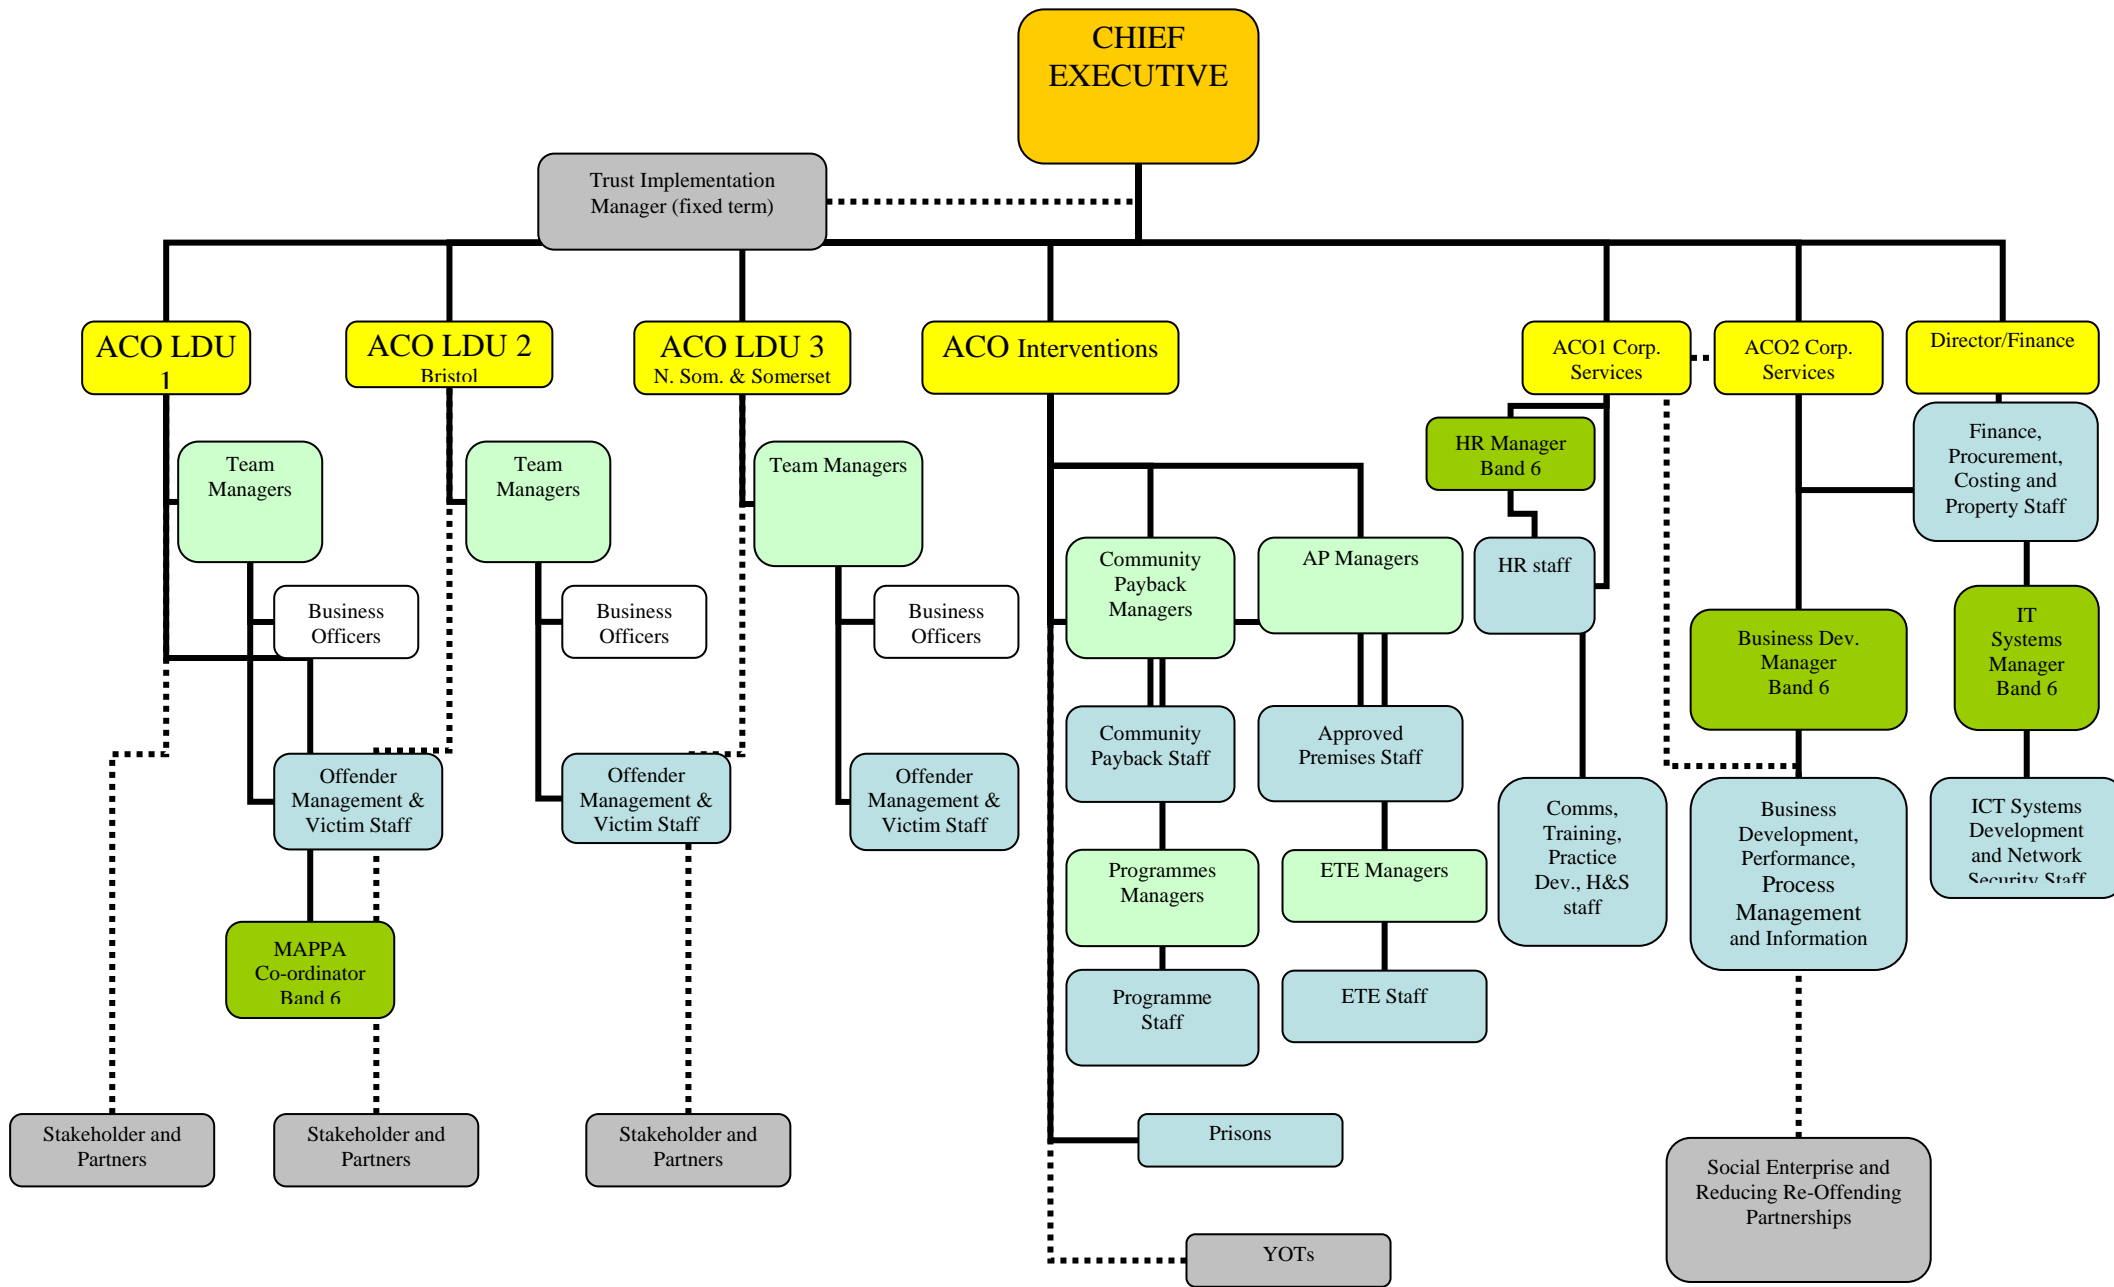 CHIEF
EXECUTIVE
Trust Implementation
Manager (fixed term)
ACO LDU
1
ACO LDU 2
Bristol
ACO LDU 3
N. Som. & Somerset
ACO Interventions
ACO1 Corp.
Services
ACO2 Corp.
Services
Director/Finance
Team
Managers
Team
Managers
Team Managers
HR Manager
Band 6
Finance,
Procurement,
Costing and
Property Staff
Community
Payback
Managers
AP Managers
HR staff
Business
Officers
Business
Officers
Business
Officers
Business Dev.
Manager
Band 6
IT
Systems
Manager
Band 6
Offender
Management &
Victim Staff
Offender
Management &
Victim Staff
Offender
Management &
Victim Staff
Community
Payback Staff
Approved
Premises Staff
Comms,
Training,
Practice
Dev., H&S
staff
Business
Development,
Performance,
Process
Management
and Information
ICT Systems
Development
and Network
Security Staff
Programmes
Managers
ETE Managers
MAPPA
Co-ordinator
Band 6
Programme
Staff
ETE Staff
Stakeholder and
Partners
Stakeholder and
Partners
Stakeholder and
Partners
Prisons
Social Enterprise and
Reducing Re-Offending
Partnerships
YOTs